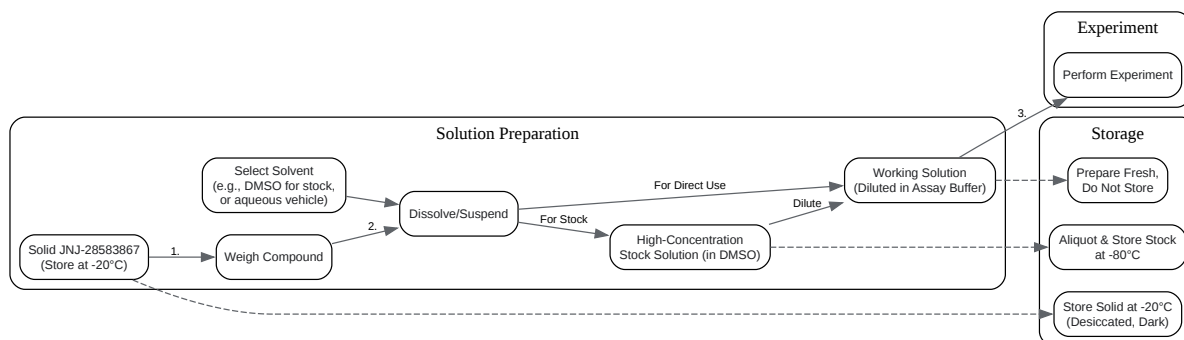 Experiment
Perform Experiment
3.
Solution Preparation
Storage
Select Solvent
(e.g., DMSO for stock,
or aqueous vehicle)
Working Solution
(Diluted in Assay Buffer)
Prepare Fresh,
Do Not Store
For Direct Use
Dissolve/Suspend
Dilute
For Stock
2.
Solid JNJ-28583867
(Store at -20°C)
1.
Weigh Compound
High-Concentration
Stock Solution (in DMSO)
Aliquot & Store Stock
at -80°C
Store Solid at -20°C
(Desiccated, Dark)